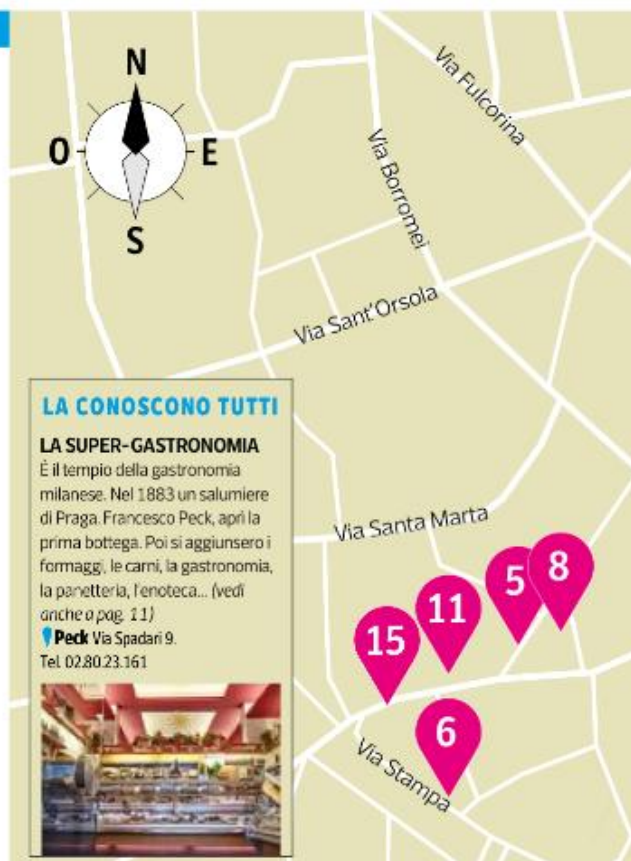 N
O
E
S
Via Fulcorina
Via Borromei
Via Sant'Orsola
LA CONOSCONO TUTTI
LA SUPER-GASTRONOMIA
È il tempio della gastronomia
milanese. Nel 1883 un salumiere
di Praga, Francesco Peck, aprì la
prima bottega. Poi si aggiunsero i
formaggi, le carni, la gastronomia,
la panetteria, l'enoteca... (vedi
anche a pag. 11)
Peck Via Spadari 9.
Tel. 02.80.23.161
Via Santa Marta
5
8
11
15
6
Via Stampa